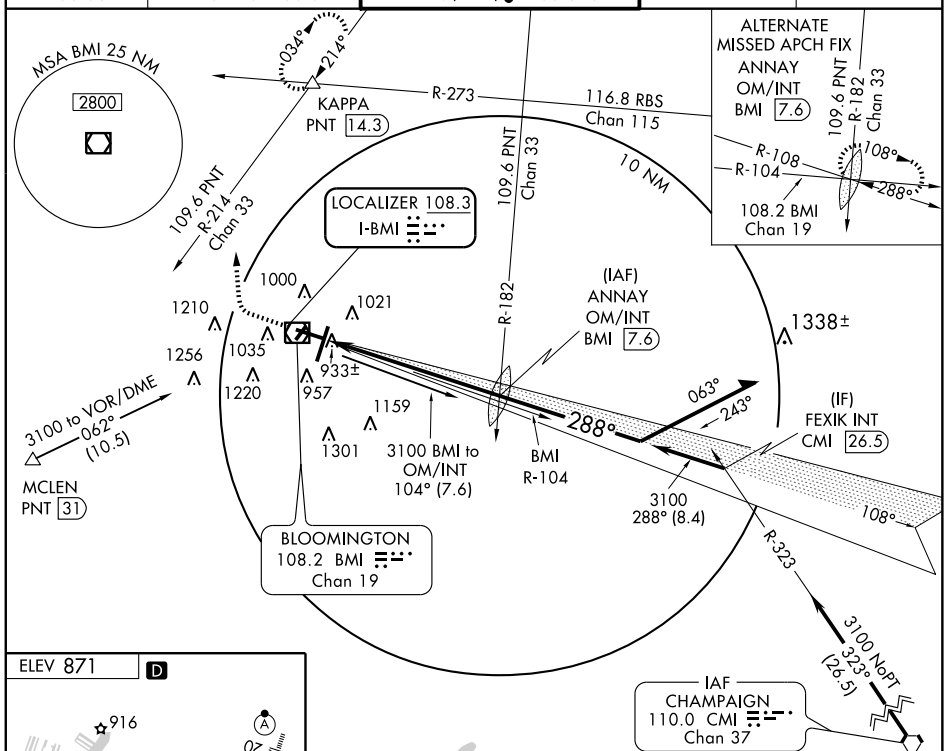 MSA BMI 25 NM
2800
034°
214°
KAPPA
PNT 14.3
R-273
116.8 RBS
Chan 115
109.6 PNT
R-214
Chan 33
109.6 PNT
Chan 33
R-182
10 NM
ALTERNATE
MISSED APCH FIX
ANNAY
OM/INT
BMI 7.6
109.6 PNT
R-182
Chan 33
R-108
R-104
108°
288°
108.2 BMI
Chan 19
LOCALIZER 108.3
I-BMI
1000
1021
1210
1035
1256
1220
933±
957
1159
1301
1338±
(IAF)
ANNAY
OM/INT
BMI 7.6
3100 to VOR/DME
062°
(10.5)
MCLEN
PNT 31
3100 BMI to
OM/INT
104° (7.6)
BMI
R-104
288°
063°
243°
(IF)
FEXIK INT
CMI 26.5
3100
288° (8.4)
108°
BLOOMINGTON
108.2 BMI
Chan 19
R-323
3100 NoPT
323°
(26.5)
IAF
CHAMPAIGN
110.0 CMI
Chan 37
ELEV 871
D
916
A
02